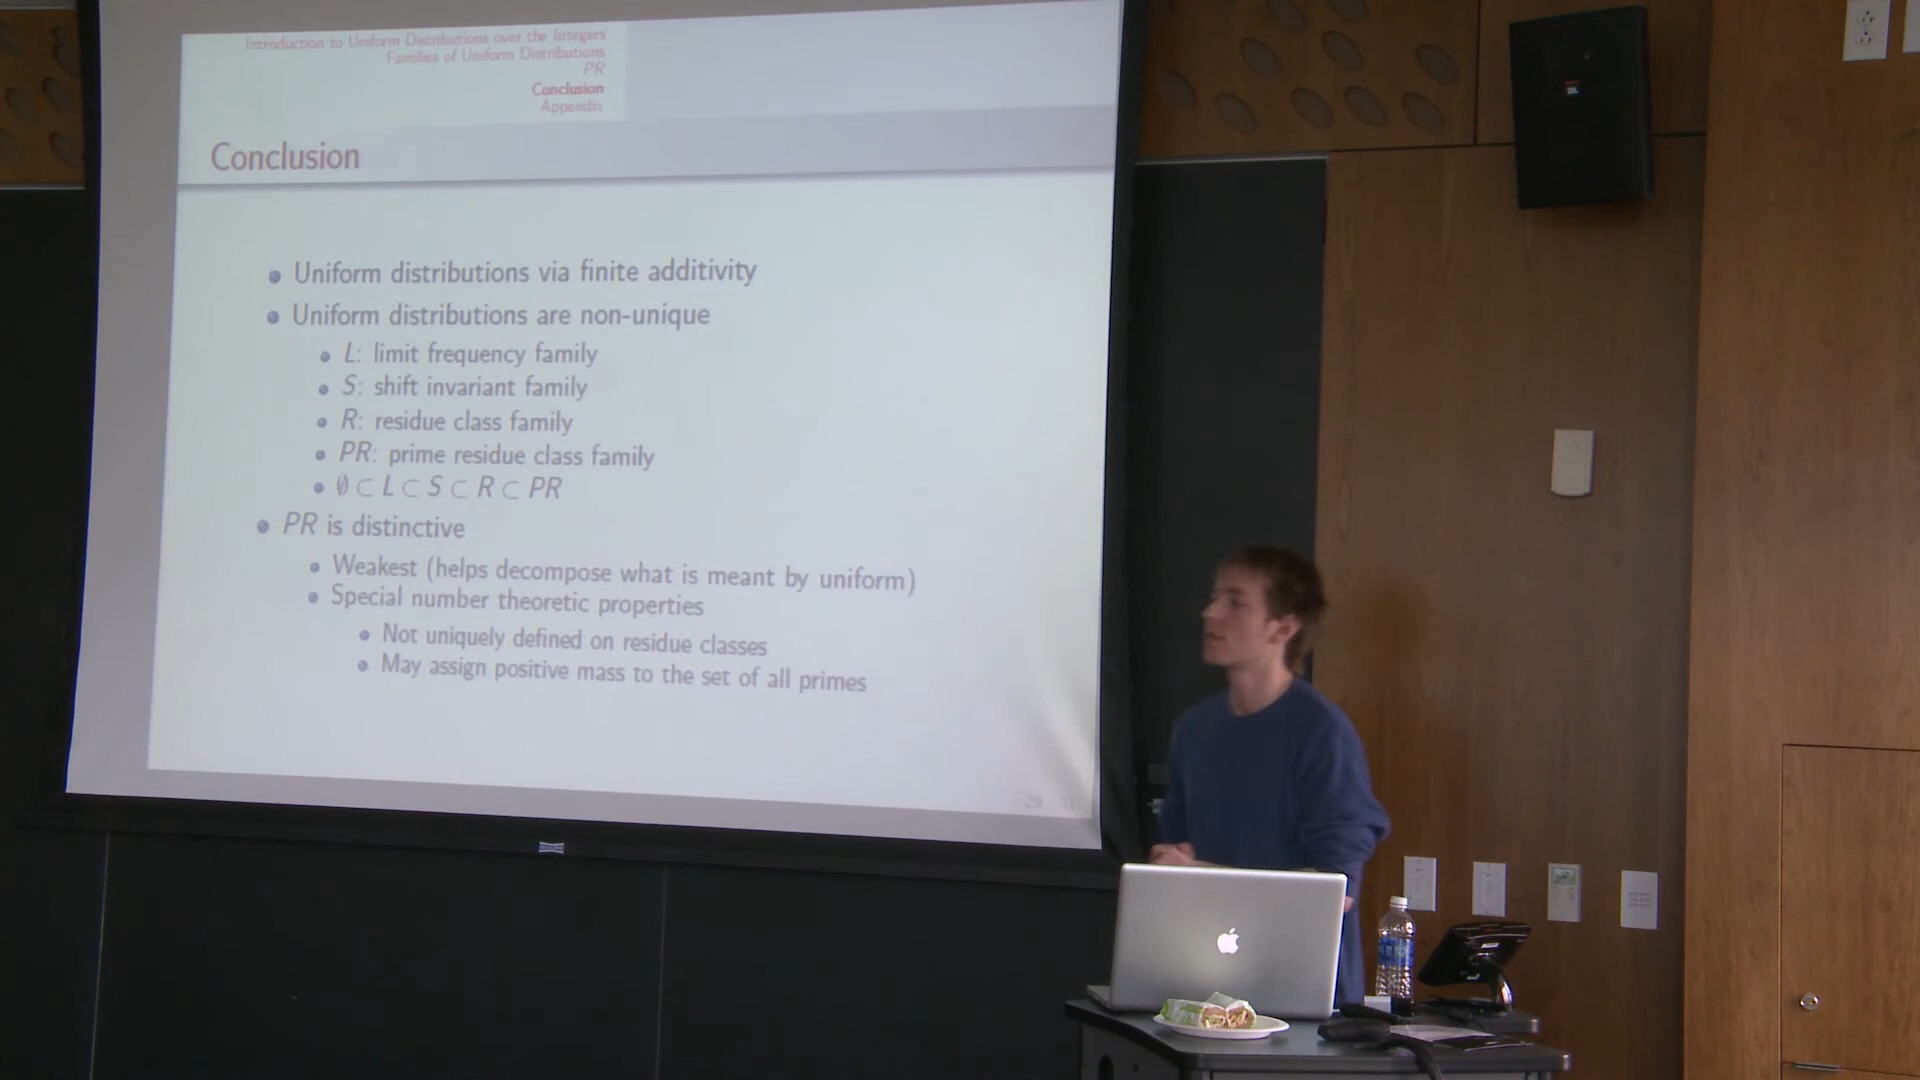 Introduction to Uniform Distributions over the Integers
Families of Uniform Distributions
PR
Conclusion
Appendix
Conclusion
Uniform distributions via finite additivity
Uniform distributions are non-unique
L: limit frequency family
S: shift invariant family
R: residue class family
PR: prime residue class family
∅ ⊂ L ⊂ S ⊂ R ⊂ PR
PR is distinctive
Weakest (helps decompose what is meant by uniform)
Special number theoretic properties
Not uniquely defined on residue classes
May assign positive mass to the set of all primes
JBL